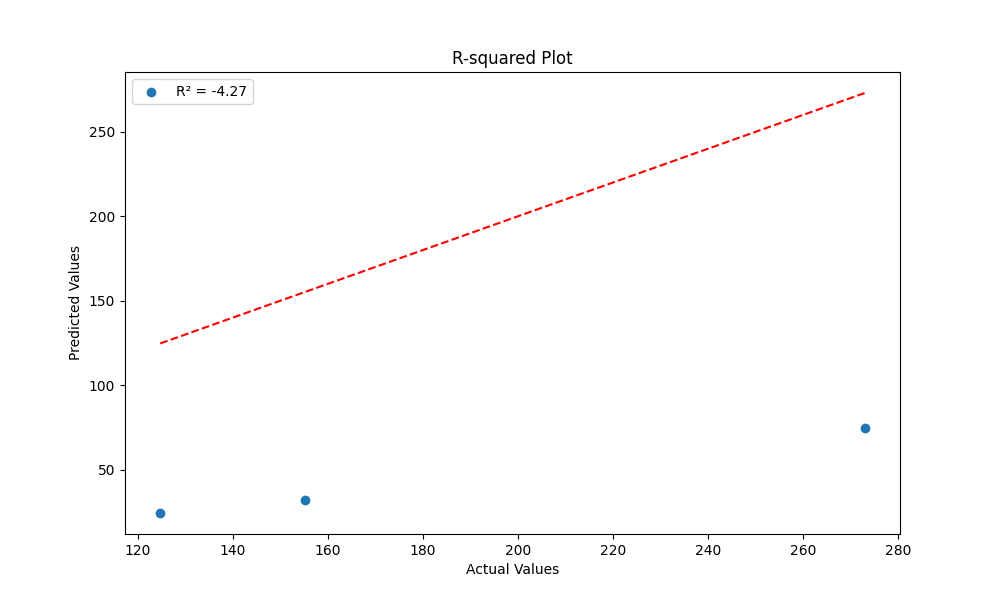 R-squared Plot
R² = -4.27
250
200
150
100
50
Predicted Values
120 140 160 180 200 220 240 260 280
Actual Values